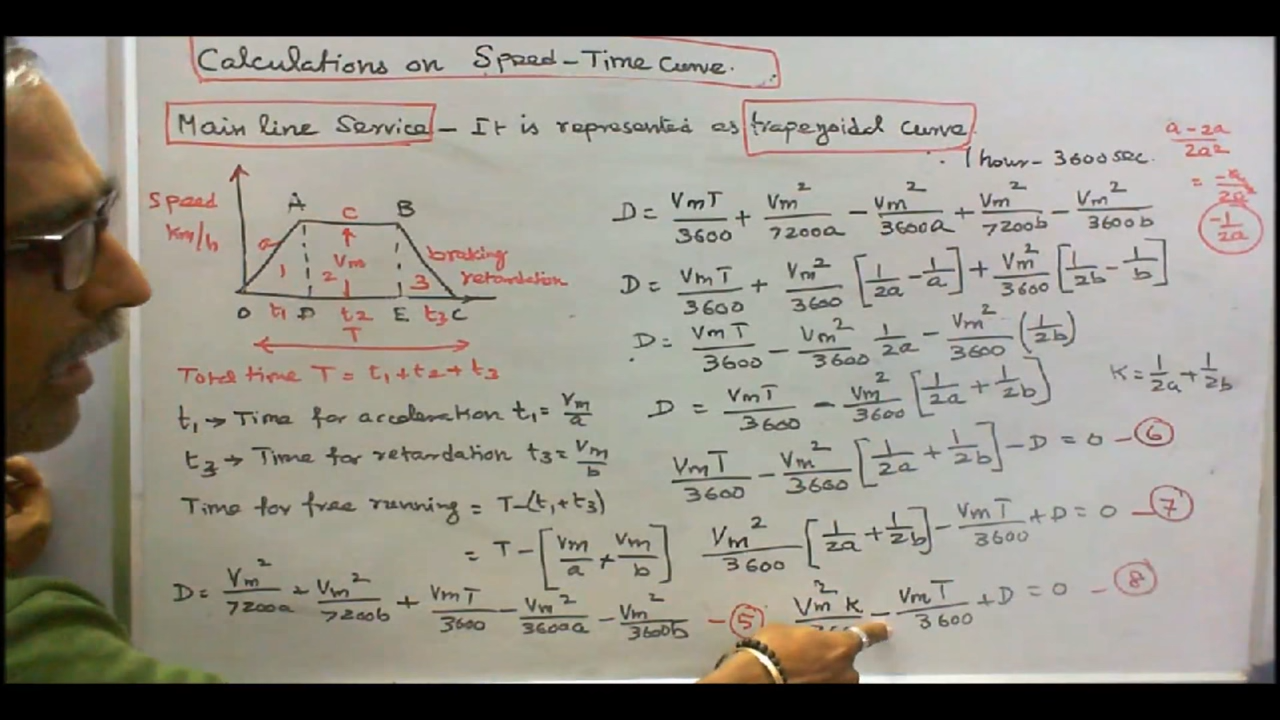 Calculations on Speed-Time Curve.
Main line Service - It is represented as trapezoidal curve.
∴ 1 hour - 3600 sec.
a - 2a / 2a²
= -a / 2a²
-1/2a
Speed km/h
A C B
a Vm braking retardation
1 2 3
O t1 D t2 E t3 C
T
Total time T = t1 + t2 + t3
t1 → Time for acceleration t1 = Vm/a
t3 → Time for retardation t3 = Vm/b
Time for free running = T - (t1 + t3)
= T - [Vm/a + Vm/b]
D = Vm²/7200a + Vm²/7200b + VmT/3600 - Vm²/3600a - Vm²/3600b - 5
D = VmT/3600 + Vm²/7200a - Vm²/3600a + Vm²/7200b - Vm²/3600b
D = VmT/3600 + Vm²/3600 [1/2a - 1/a] + Vm²/3600 [1/2b - 1/b]
D = VmT/3600 - Vm²/3600 1/2a - Vm²/3600 (1/2b)
D = VmT/3600 - Vm²/3600 [1/2a + 1/2b]
K = 1/2a + 1/2b
VmT/3600 - Vm²/3600 [1/2a + 1/2b] - D = 0 - 6
Vm²/3600 [1/2a + 1/2b] - VmT/3600 + D = 0 - 7
Vm² K - VmT/3600 + D = 0 - 8